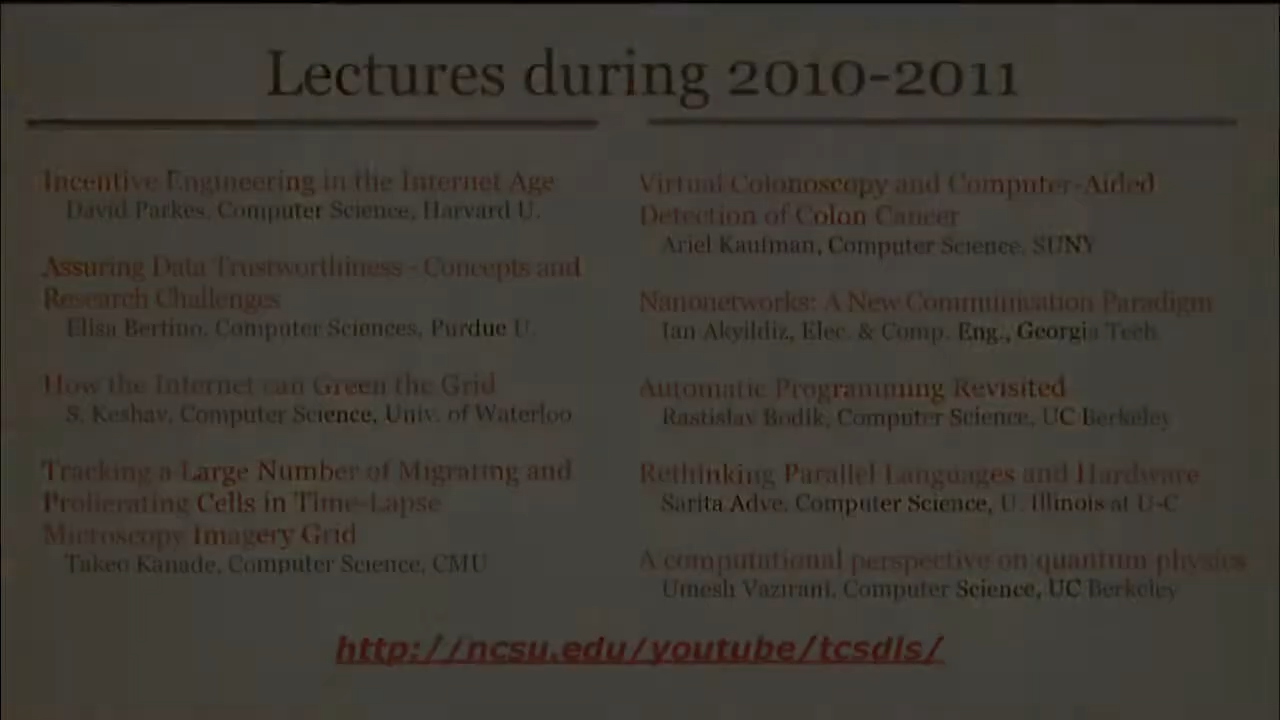 Lectures during 2010-2011
Incentive Engineering in the Internet Age
David Parkes, Computer Science, Harvard U.
Assuring Data Trustworthiness - Concepts and
Research Challenges
Elisa Bertino, Computer Sciences, Purdue U.
How the Internet can Green the Grid
S. Keshav, Computer Science, Univ. of Waterloo
Tracking a Large Number of Migrating and
Proliferating Cells in Time-Lapse
Microscopy Imagery Grid
Takeo Kanade, Computer Science, CMU
Virtual Colonoscopy and Computer-Aided
Detection of Colon Cancer
Ariel Kaufman, Computer Science, SUNY
Nanonetworks: A New Communication Paradigm
Ian Akyildiz, Elec. & Comp. Eng., Georgia Tech
Automatic Programming Revisited
Rastislav Bodik, Computer Science, UC Berkeley
Rethinking Parallel Languages and Hardware
Sarita Adve, Computer Science, U. Illinois at U-C
A computational perspective on quantum physics
Umesh Vazirani, Computer Science, UC Berkeley
http://ncsu.edu/youtube/tcsdls/